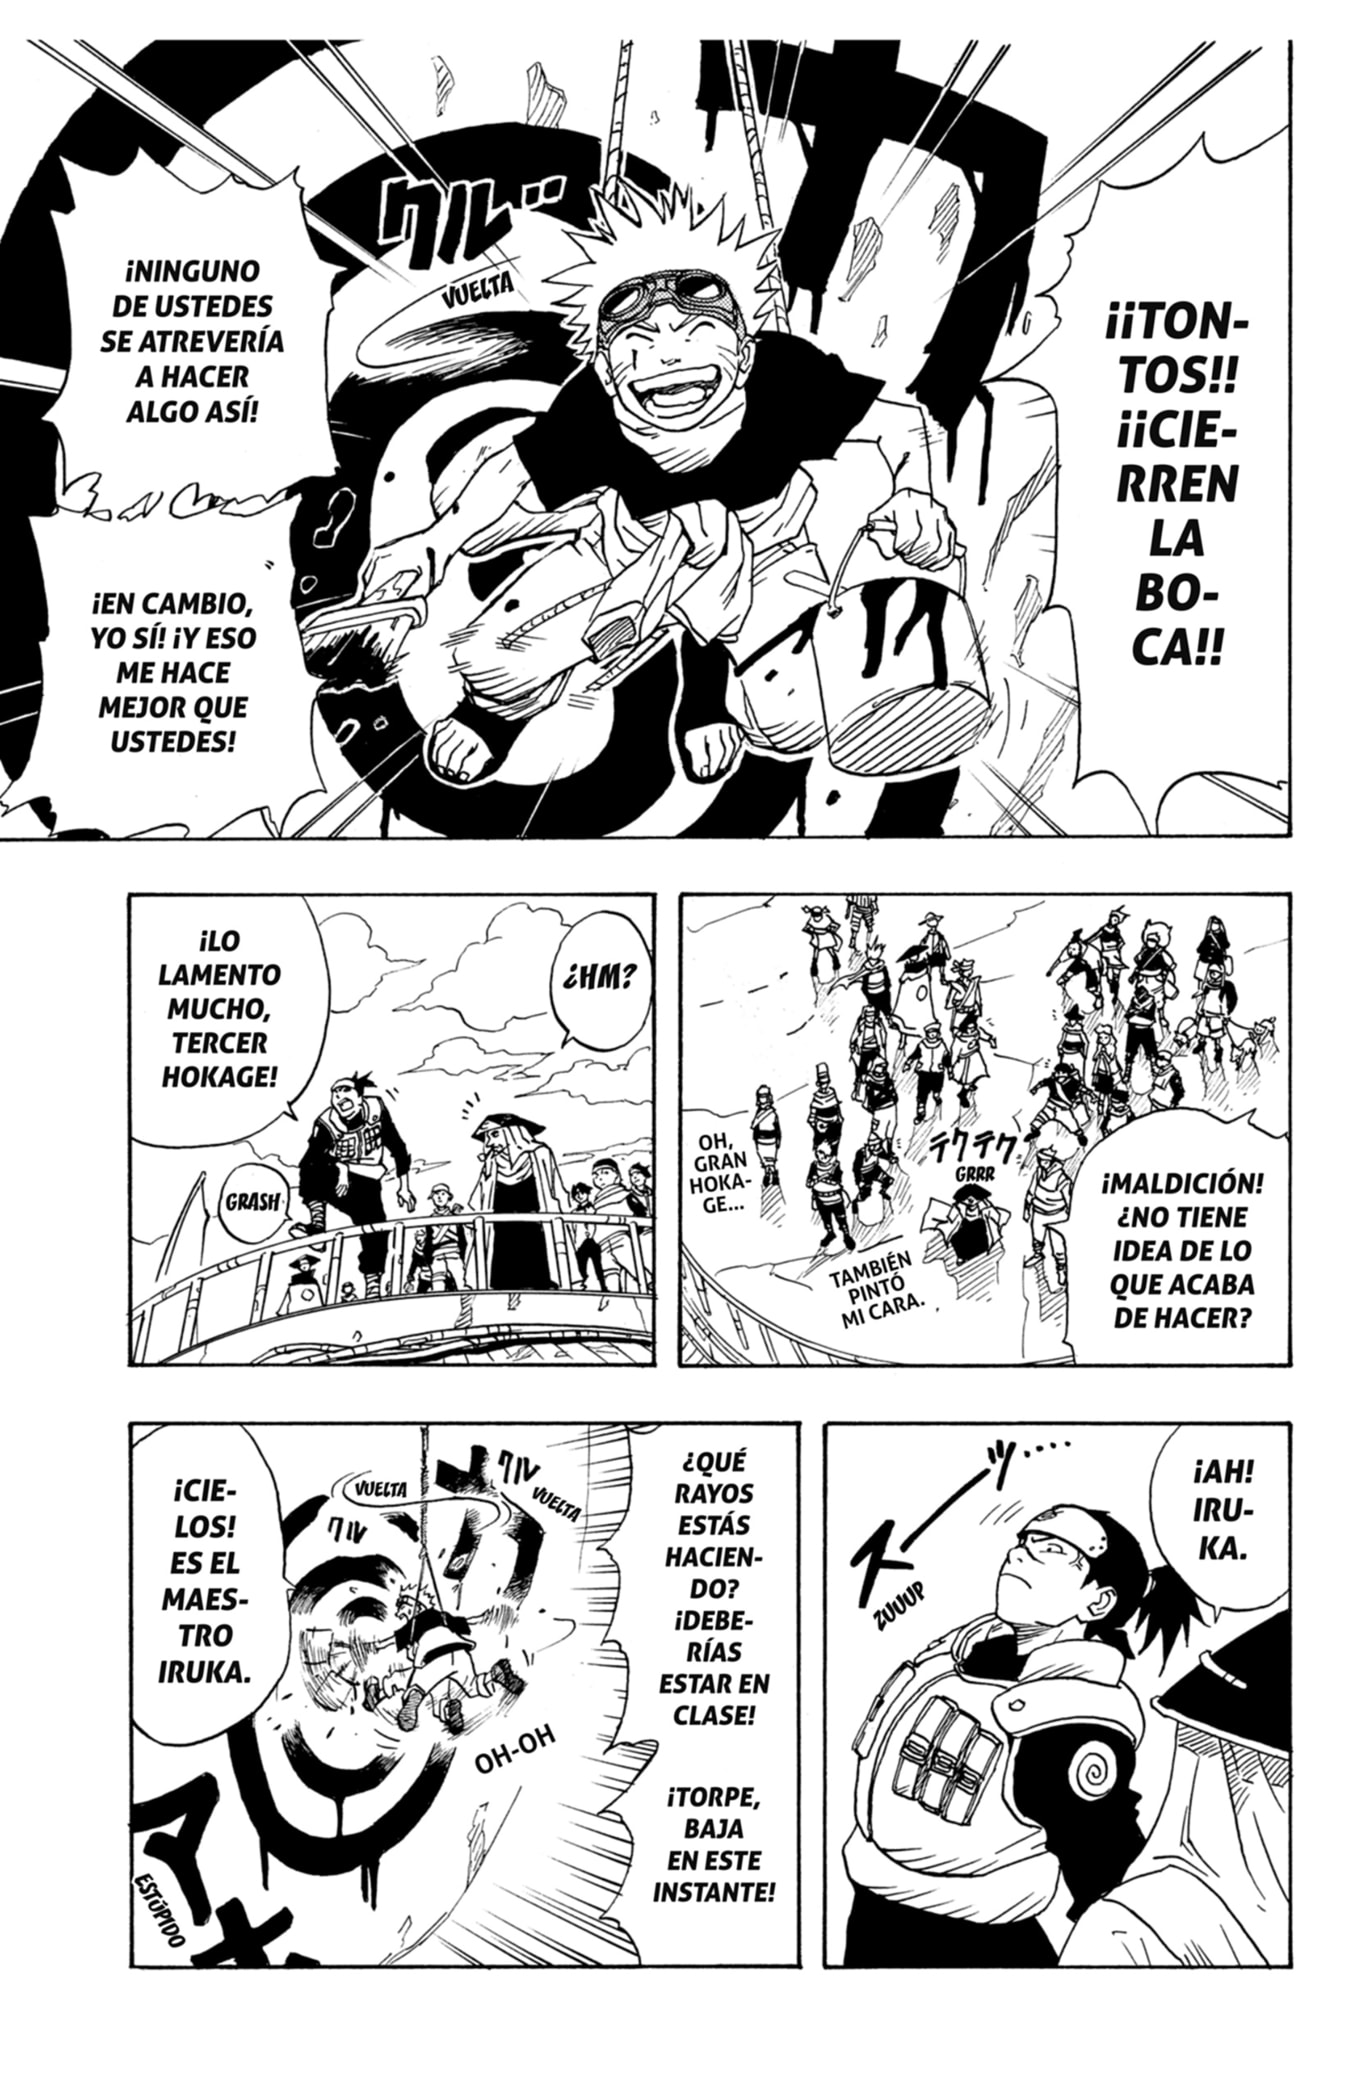 ¡¡TON-
TOS!!
¡¡CIE-
RREN
LA
BO-
CA!!
クルッ
VUELTA
¡NINGUNO
DE USTEDES
SE ATREVERÍA
A HACER
ALGO ASÍ!
¡EN CAMBIO,
YO SÍ! ¡Y ESO
ME HACE
MEJOR QUE
USTEDES!
¡MALDICIÓN!
¿NO TIENE
IDEA DE LO
QUE ACABA
DE HACER?
テクテク
GRRR
TAMBIÉN
PINTÓ
MI CARA.
OH,
GRAN
HOKA-
GE...
¿HM?
¡LO
LAMENTO
MUCHO,
TERCER
HOKAGE!
GRASH
¡AH!
IRU-
KA.
スッ....
ZUUUP
¿QUÉ
RAYOS
ESTÁS
HACIEN-
DO?
¡DEBE-
RÍAS
ESTAR EN
CLASE!
¡TORPE,
BAJA
EN ESTE
INSTANTE!
クル
VUELTA
クル
VUELTA
OH-OH
¡CIE-
LOS!
ES EL
MAES-
TRO
IRUKA.
ESTÚPIDO